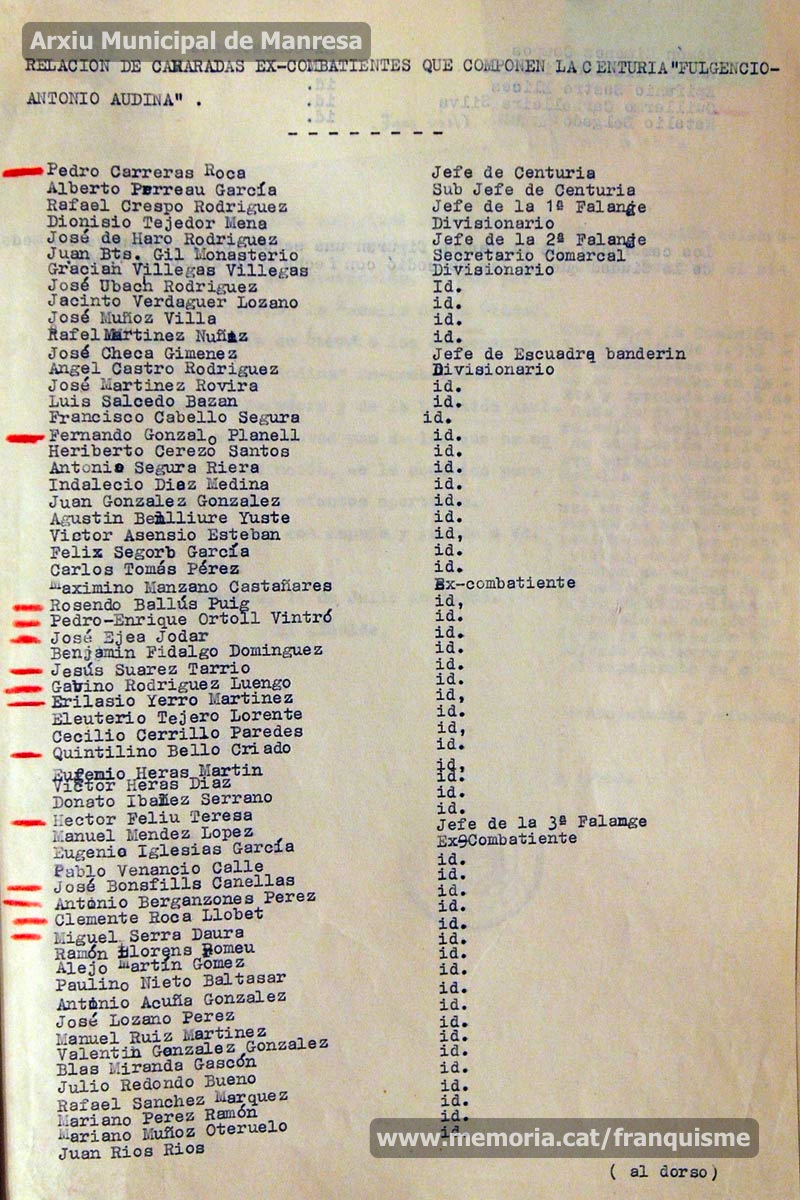 Arxiu Municipal de Manresa
RELACION DE CAMARADAS EX-COMBATIENTES QUE COMPONEN LA CENTURIA "FULGENCIO-
ANTONIO AUDINA" .
Pedro Carreras Roca Jefe de Centuria
Alberto Perreau García Sub Jefe de Centuria
Rafael Crespo Rodriguez Jefe de la 1ª Falange
Dionisio Tejedor Mena Divisionario
José de Haro Rodriguez Jefe de la 2ª Falange
Juan Bts. Gil Monasterio Secretario Comarcal
Gracian Villegas Villegas Divisionario
José Ubach Rodriguez Id.
Jacinto Verdaguer Lozano id.
José Muñoz Villa id.
Rafel Martinez Nuñez id.
José Checa Gimenez Jefe de Escuadra banderin
Angel Castro Rodriguez Divisionario
José Martinez Rovira id.
Luis Salcedo Bazan id.
Francisco Cabello Segura id.
Fernando Gonzalo Planell id.
Heriberto Cerezo Santos id.
Antonio Segura Riera id.
Indalecio Diaz Medina id.
Juan Gonzalez Gonzalez id.
Agustin Benlliure Yuste id.
Victor Asensio Esteban id,
Felix Segorb García id.
Carlos Tomás Pérez id.
Maximino Manzano Castañares Ex-combatiente
Rosendo Ballús Puig id,
Pedro-Enrique Ortoll Vintró id.
José Ejea Jodar id.
Benjamin Fidalgo Dominguez id.
Jesús Suarez Tarrio id.
Gabino Rodriguez Luengo id.
Erilasio Yerro Martinez id,
Eleuterio Tejero Lorente id.
Cecilio Cerrillo Paredes id,
Quintilino Bello Criado id.
Eugemio Heras Martin id,
Victor Heras Diaz id.
Donato Ibañez Serrano id.
Hector Feliu Teresa id.
Manuel Mendez Lopez Jefe de la 3ª Falange
Eugenio Iglesias García Ex9Combatiente
Pablo Venancio Calle id.
José Bonsfills Canellas id.
Antonio Berganzones Perez id.
Clemente Roca Llobet id.
Miguel Serra Daura id.
Ramón Llorens Romeu id.
Alejo Martín Gomez id.
Paulino Nieto Baltasar id.
Antonio Acuña Gonzalez id.
José Lozano Perez id.
Manuel Ruiz Martinez id.
Valentin Gonzalez Gonzalez id.
Blas Miranda Gascón id.
Julio Redondo Bueno id.
Rafael Sanchez Marquez id.
Mariano Perez Ramón id.
Mariano Muñoz Oteruelo id.
Juan Rios Rios id.
www.memoria.cat/franquisme
( al dorso)